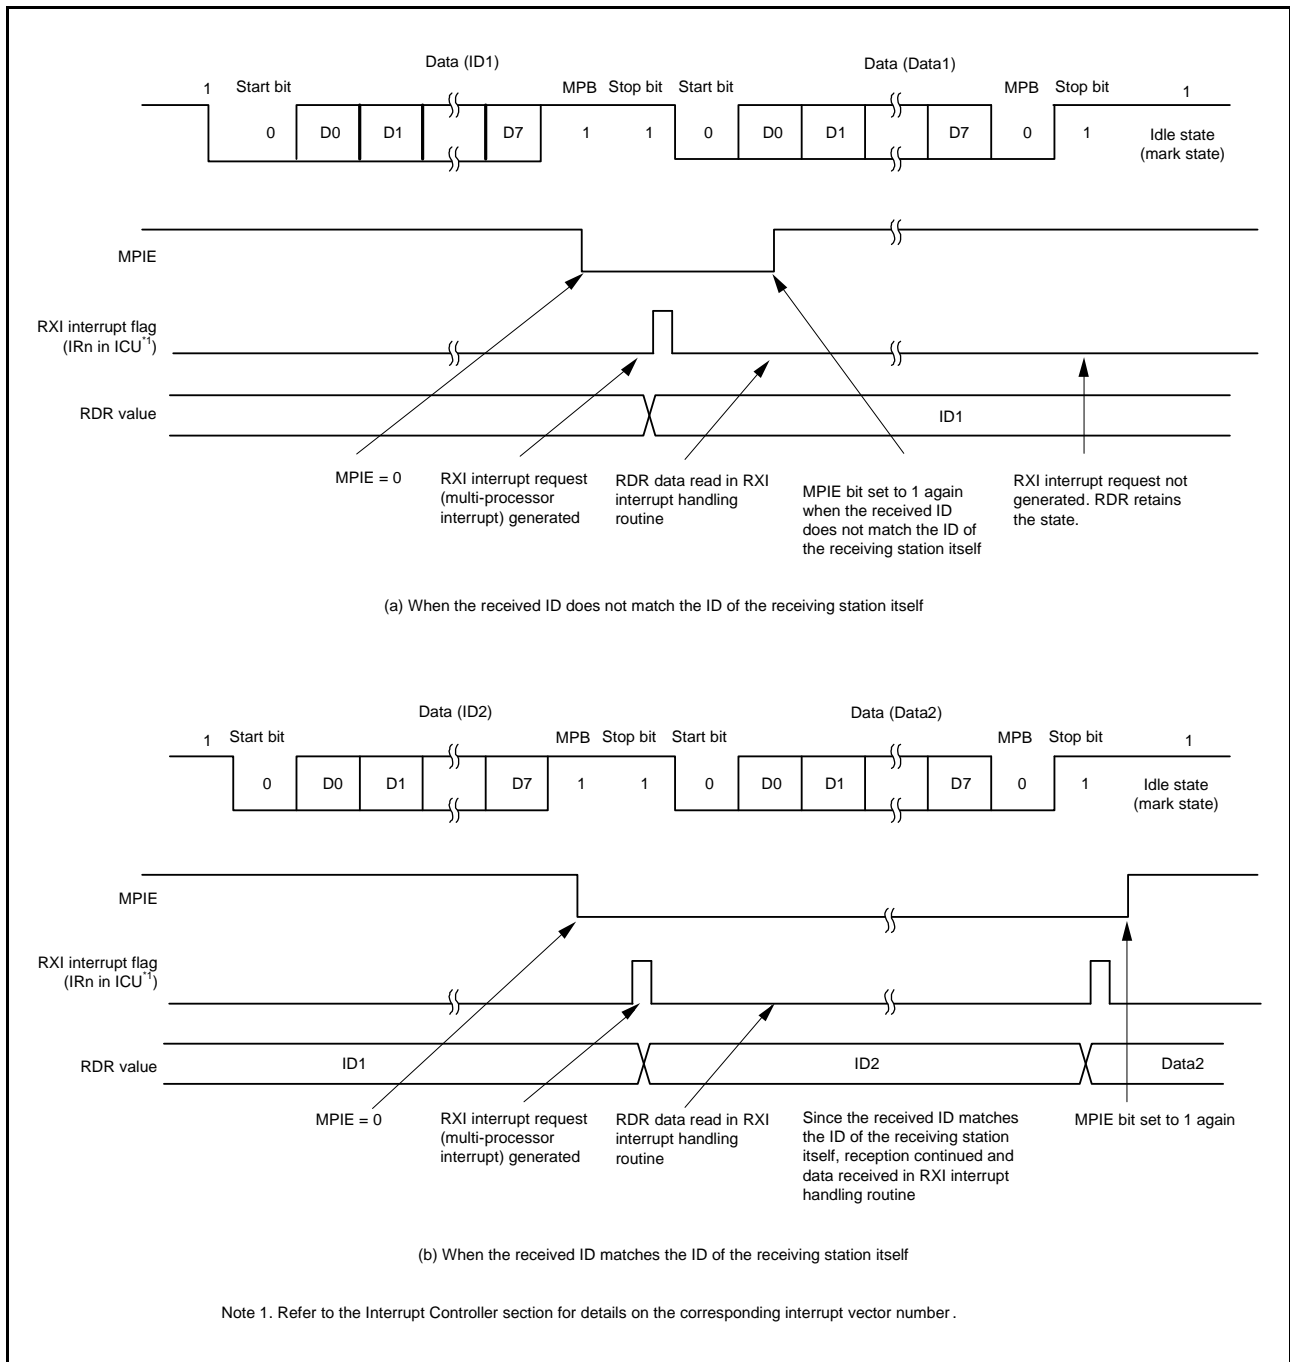 Data (ID1) Data (Data1)
1 Start bit MPB Stop bit Start bit MPB Stop bit 1
0 D0 D1 D7 1 1 0 D0 D1 D7 0 1 Idle state
(mark state)
MPIE
RXI interrupt flag
(IRn in ICU*1)
RDR value ID1
MPIE = 0
RXI interrupt request
(multi-processor
interrupt) generated
RDR data read in RXI
interrupt handling
routine
MPIE bit set to 1 again
when the received ID
does not match the ID of
the receiving station itself
RXI interrupt request not
generated. RDR retains
the state.
(a) When the received ID does not match the ID of the receiving station itself
Data (ID2) Data (Data2)
1 Start bit MPB Stop bit Start bit MPB Stop bit 1
0 D0 D1 D7 1 1 0 D0 D1 D7 0 1 Idle state
(mark state)
MPIE
RXI interrupt flag
(IRn in ICU*1)
RDR value ID1 ID2 Data2
MPIE = 0
RXI interrupt request
(multi-processor
interrupt) generated
RDR data read in RXI
interrupt handling
routine
Since the received ID matches
the ID of the receiving station
itself, reception continued and
data received in RXI interrupt
handling routine
MPIE bit set to 1 again
(b) When the received ID matches the ID of the receiving station itself
Note 1. Refer to the Interrupt Controller section for details on the corresponding interrupt vector number.